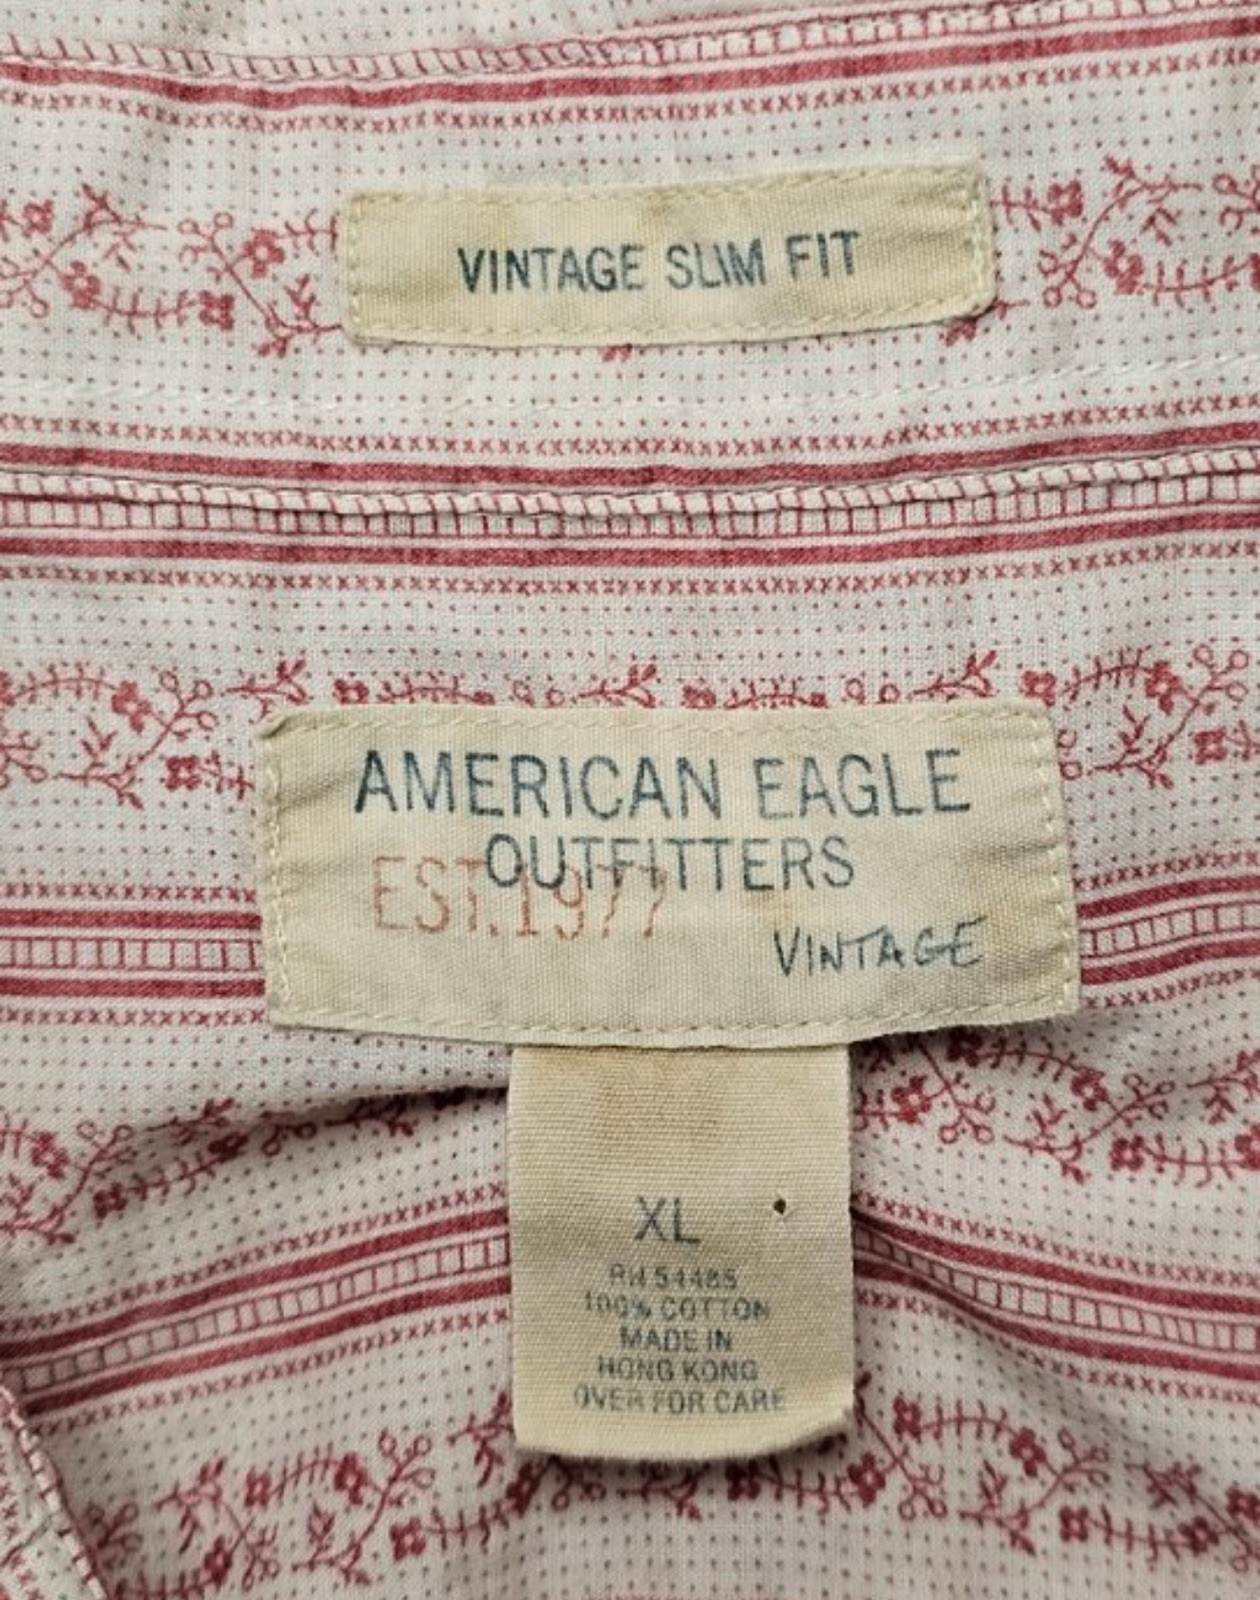 VINTAGE SLIM FIT
AMERICAN EAGLE
OUTFITTERS
EST.1977
VINTAGE
XL
RN 54485
100% COTTON
MADE IN
HONG KONG
OVER FOR CARE